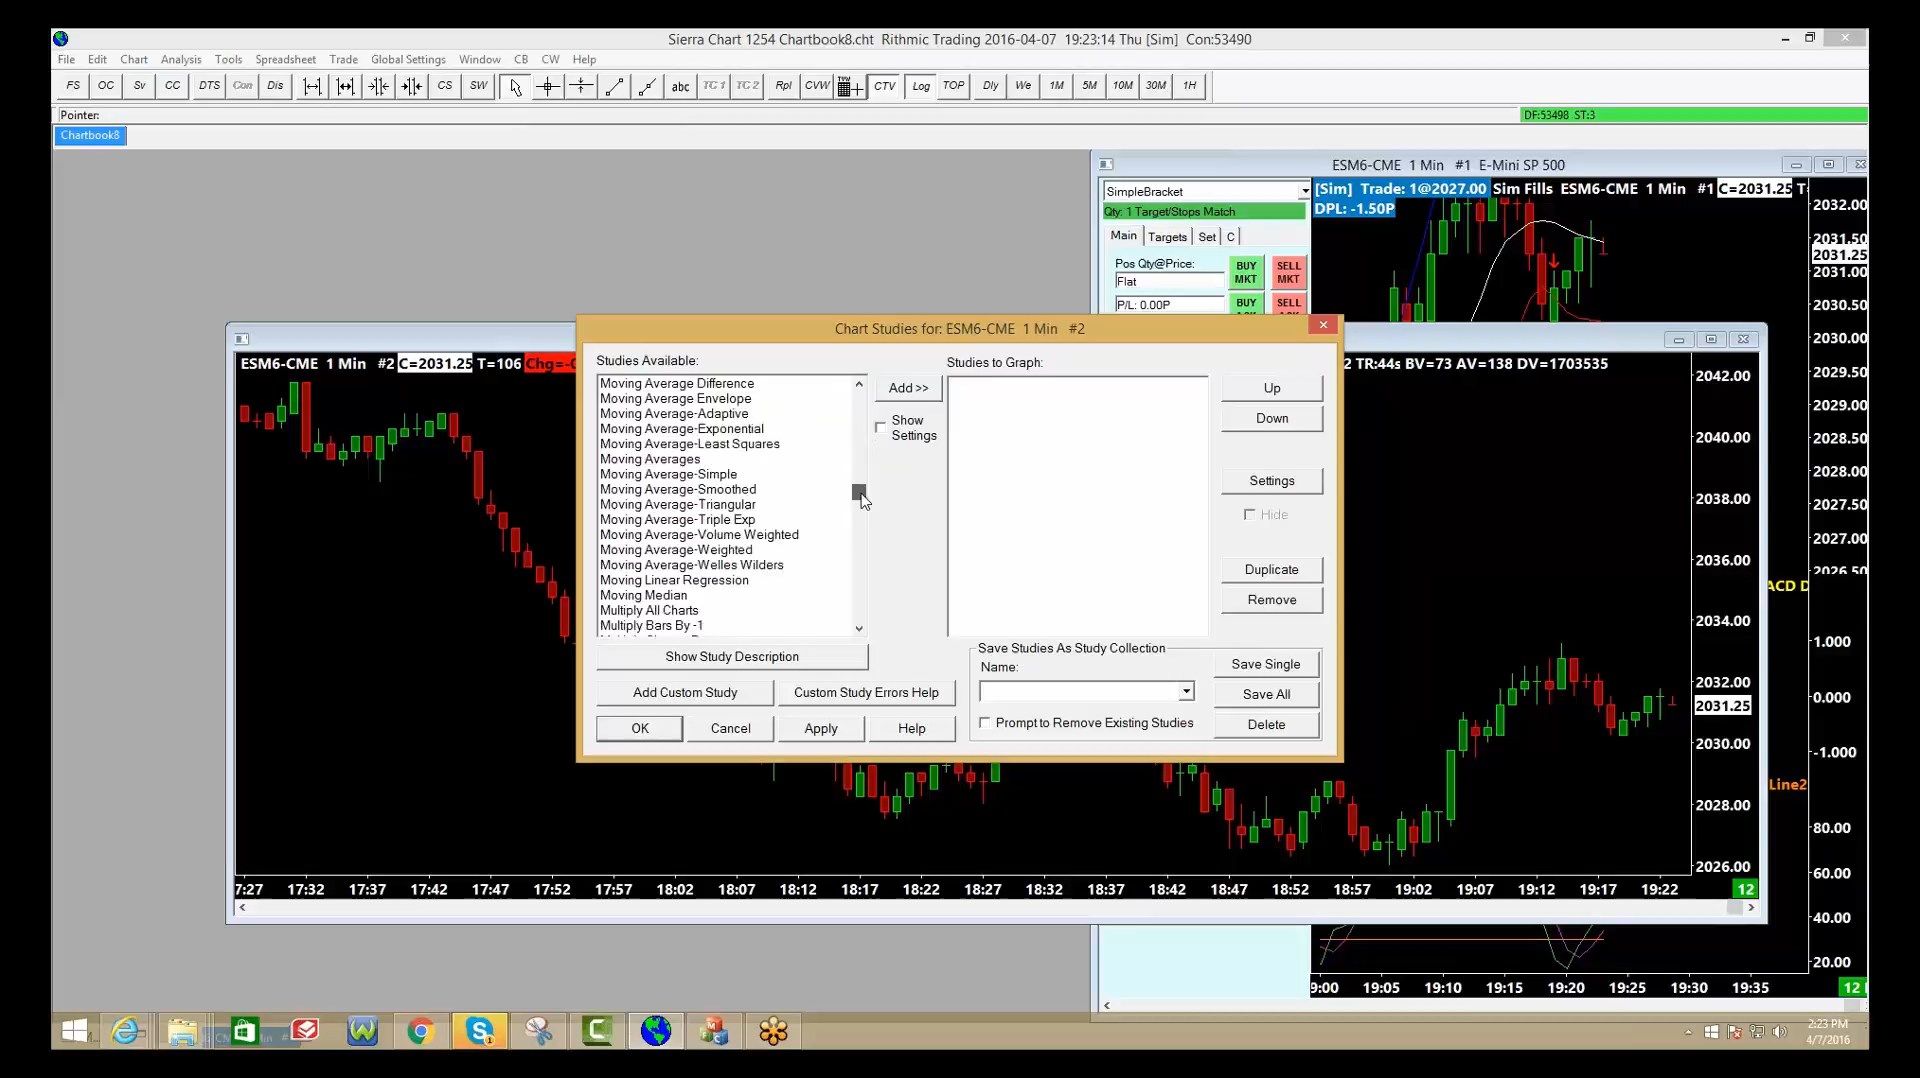 Sierra Chart 1254 Chartbook8.cht Rithmic Trading 2016-04-07 19:23:14 Thu [Sim] Con:53490
File Edit Chart Analysis Tools Spreadsheet Trade Global Settings Window CB CW Help
FS OC Sv CC DTS Con Dis CS SW abc TC 1 TC 2 Rpl CVW CTV Log TOP Dly We 1M 5M 10M 30M 1H
Pointer:
DF:53498 ST:3
Chartbook8
ESM6-CME 1 Min #1 E-Mini SP 500
SimpleBracket
[Sim] Trade: 1@2027.00 Sim Fills ESM6-CME 1 Min #1 C=2031.25 T=
DPL: -1.50P
Qty: 1 Target/Stops Match
Main Targets Set C
Pos Qty@Price:
Flat
BUY MKT
SELL MKT
P/L: 0.00P
BUY
SELL
2032.00
2031.50
2031.25
2031.00
2030.50
2030.00
2029.50
2029.00
2028.50
2028.00
2027.50
2027.00
2026.50
ACD D
1.000
0.000
-1.000
Line2
80.00
60.00
40.00
20.00
9:00 19:05 19:10 19:15 19:20 19:25 19:30 19:35
12
ESM6-CME 1 Min #2 C=2031.25 T=106 Chg=-
2 TR:44s BV=73 AV=138 DV=1703535
2042.00
2040.00
2038.00
2036.00
2034.00
2032.00
2031.25
2030.00
2028.00
2026.00
7:27 17:32 17:37 17:42 17:47 17:52 17:57 18:02 18:07 18:12 18:17 18:22 18:27 18:32 18:37 18:42 18:47 18:52 18:57 19:02 19:07 19:12 19:17 19:22
12
Chart Studies for: ESM6-CME 1 Min #2
Studies Available:
Moving Average Difference
Moving Average Envelope
Moving Average-Adaptive
Moving Average-Exponential
Moving Average-Least Squares
Moving Averages
Moving Average-Simple
Moving Average-Smoothed
Moving Average-Triangular
Moving Average-Triple Exp
Moving Average-Volume Weighted
Moving Average-Weighted
Moving Average-Welles Wilders
Moving Linear Regression
Moving Median
Multiply All Charts
Multiply Bars By -1
Add >>
Show Settings
Studies to Graph:
Up
Down
Settings
Hide
Duplicate
Remove
Show Study Description
Add Custom Study
Custom Study Errors Help
OK Cancel Apply Help
Save Studies As Study Collection
Name:
Prompt to Remove Existing Studies
Save Single
Save All
Delete
2:23 PM
4/7/2016